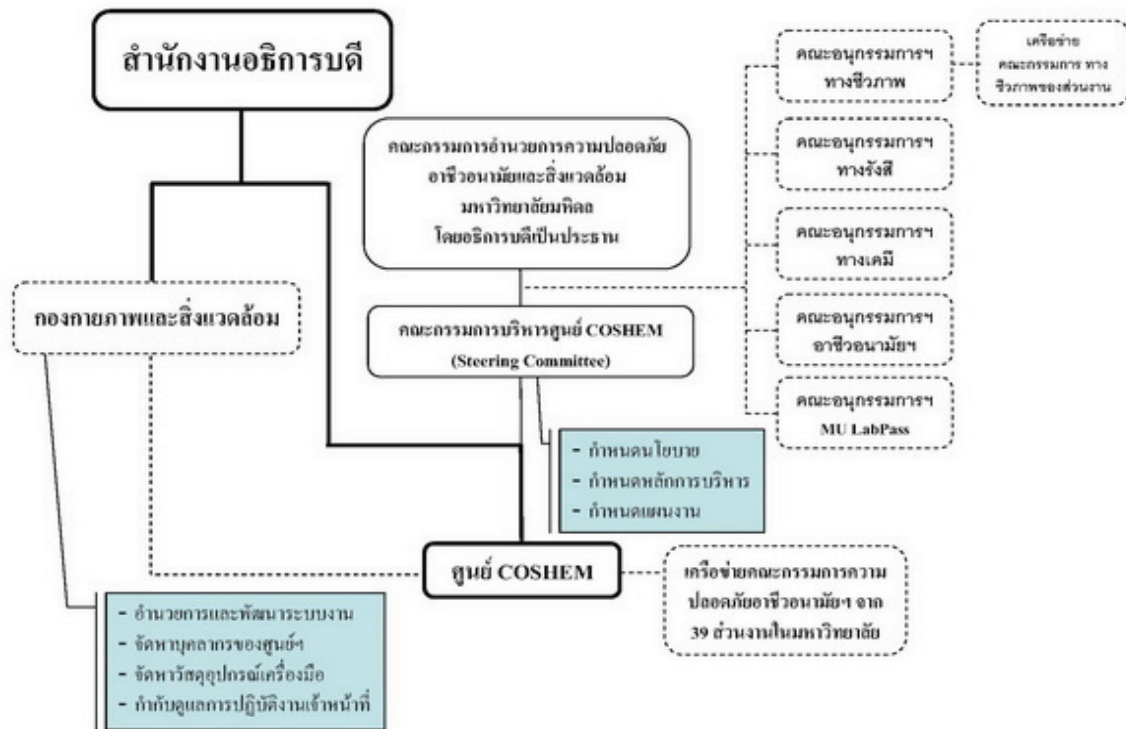 สำนักงานอธิการบดี
คณะอนุกรรมการฯ
ทางชีวภาพ
เครือข่าย
คณะกรรมการ ทาง
ชีวภาพของส่วนงาน
คณะกรรมการอำนวยการความปลอดภัย
อาชีวอนามัยและสิ่งแวดล้อม
มหาวิทยาลัยมหิดล
โดยอธิการบดีเป็นประธาน
คณะอนุกรรมการฯ
ทางรังสี
คณะอนุกรรมการฯ
ทางเคมี
กองกายภาพและสิ่งแวดล้อม
คณะกรรมการบริหารศูนย์ COSHEM
(Steering Committee)
คณะอนุกรรมการฯ
อาชีวอนามัยฯ
คณะอนุกรรมการฯ
MU LabPass
- กำหนดนโยบาย
- กำหนดหลักการบริหาร
- กำหนดแผนงาน
ศูนย์ COSHEM
เครือข่ายคณะกรรมการความ
ปลอดภัยอาชีวอนามัยฯ จาก
39 ส่วนงานในมหาวิทยาลัย
- อำนวยการและพัฒนาระบบงาน
- จัดหาบุคลากรของศูนย์ฯ
- จัดหาวัสดุอุปกรณ์เครื่องมือ
- กำกับดูแลการปฏิบัติงานเจ้าหน้าที่